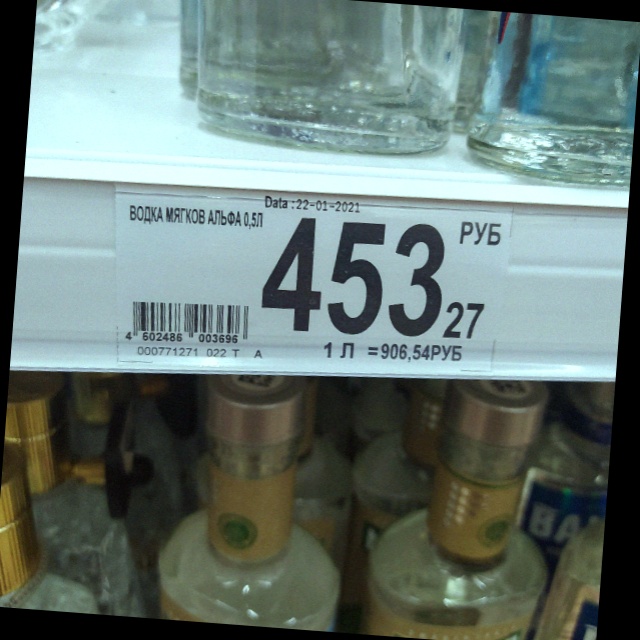 Data :22-01-2021
ВОДКА МЯГКОВ АЛЬФА 0,5Л
453 27 РУБ
4 602486 003696
000771271 022 Т А
1 Л =906,54РУБ